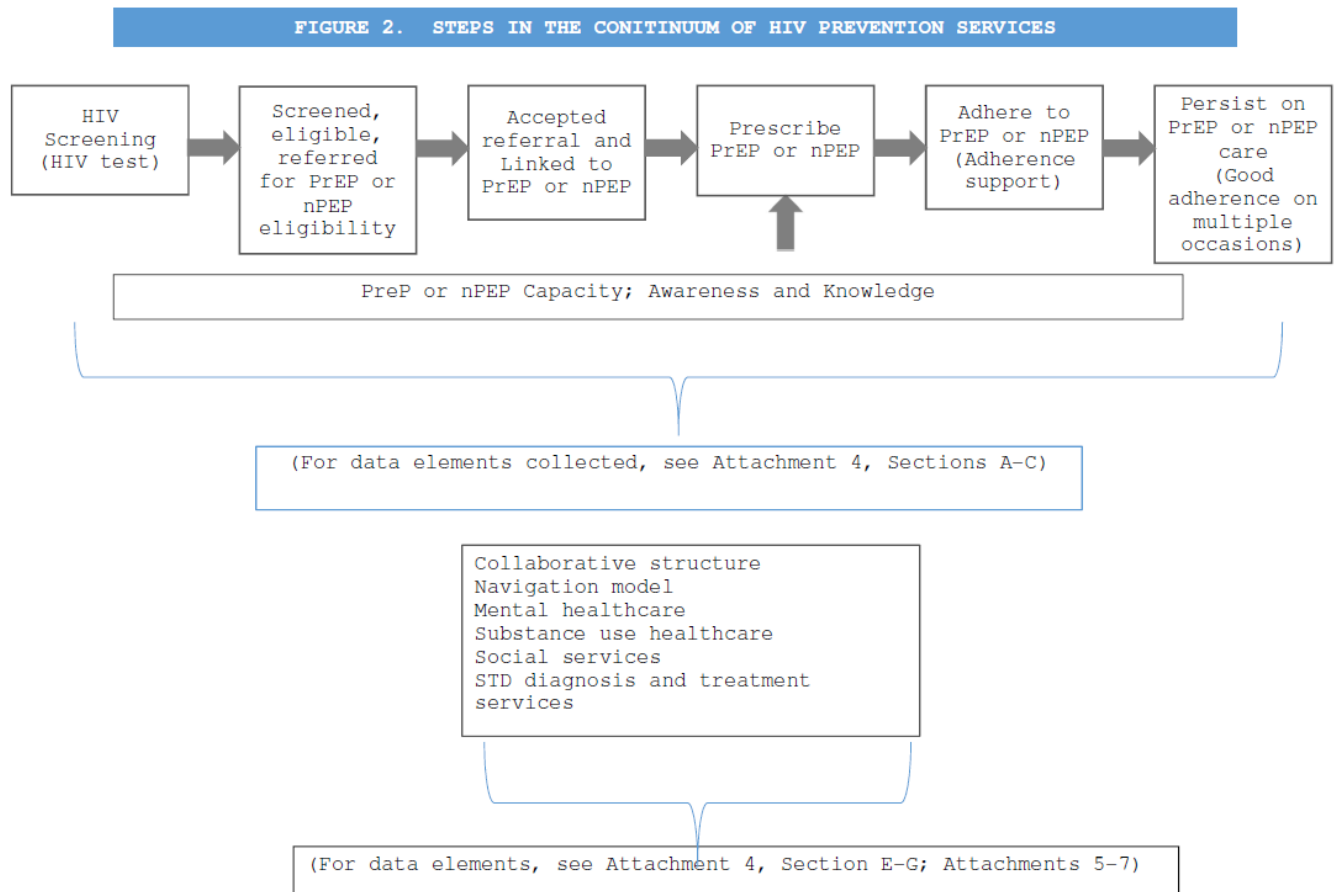 FIGURE 2. STEPS IN THE CONITINUUM OF HIV PREVENTION SERVICES
HIV
Screening
(HIV test)
Screened,
eligible,
referred
for PrEP or
nPEP
eligibility
Accepted
referral and
Linked to
PrEP or nPEP
Prescribe
PrEP or nPEP
Adhere to
PrEP or nPEP
(Adherence
support)
Persist on
PrEP or nPEP
care
(Good
adherence on
multiple
occasions)
PreP or nPEP Capacity; Awareness and Knowledge
(For data elements collected, see Attachment 4, Sections A-C)
Collaborative structure
Navigation model
Mental healthcare
Substance use healthcare
Social services
STD diagnosis and treatment
services
(For data elements, see Attachment 4, Section E-G; Attachments 5-7)